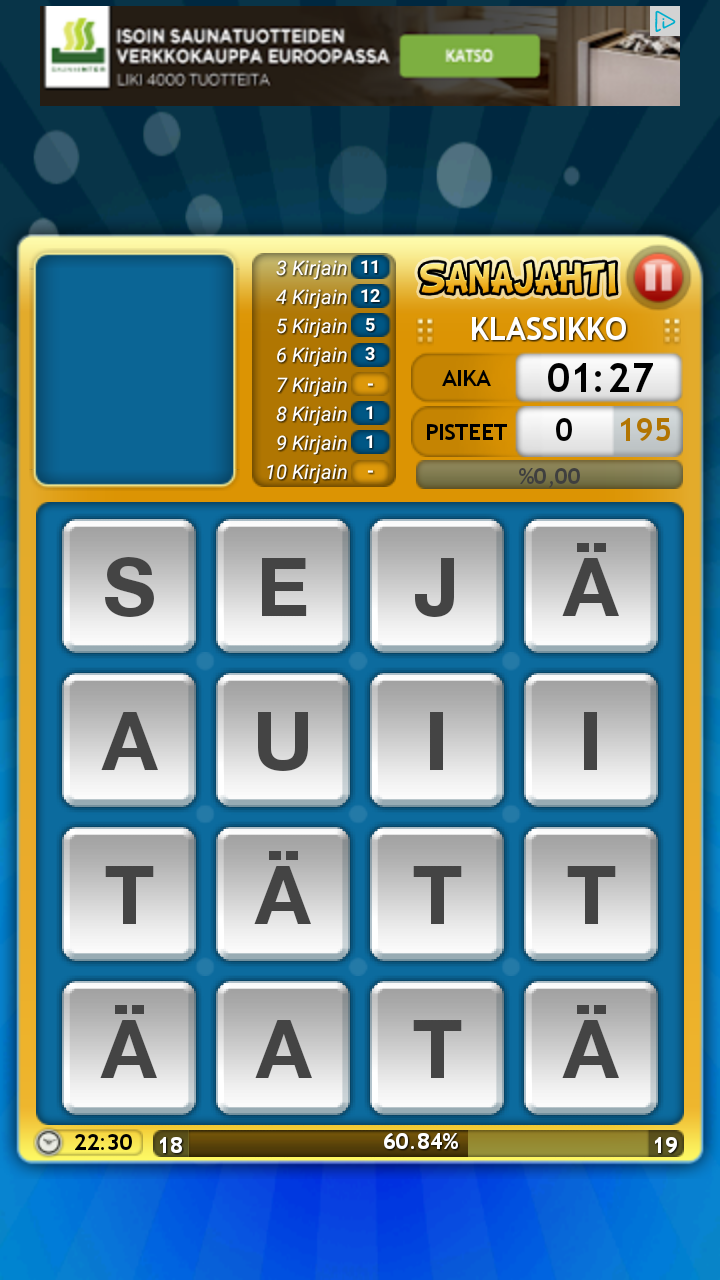 ISOIN SAUNATUOTTEIDEN
VERKKOKAUPPA EUROOPASSA
LIKI 4000 TUOTTEITA
KATSO
3 Kirjain 11
4 Kirjain 12
5 Kirjain 5
6 Kirjain 3
7 Kirjain -
8 Kirjain 1
9 Kirjain 1
10 Kirjain -
SANAJAHTI
KLASSIKKO
AIKA 01:27
PISTEET 0 195
%0,00
S E J Ä
A U I I
T Ä T T
Ä A T Ä
22:30 18 60.84% 19